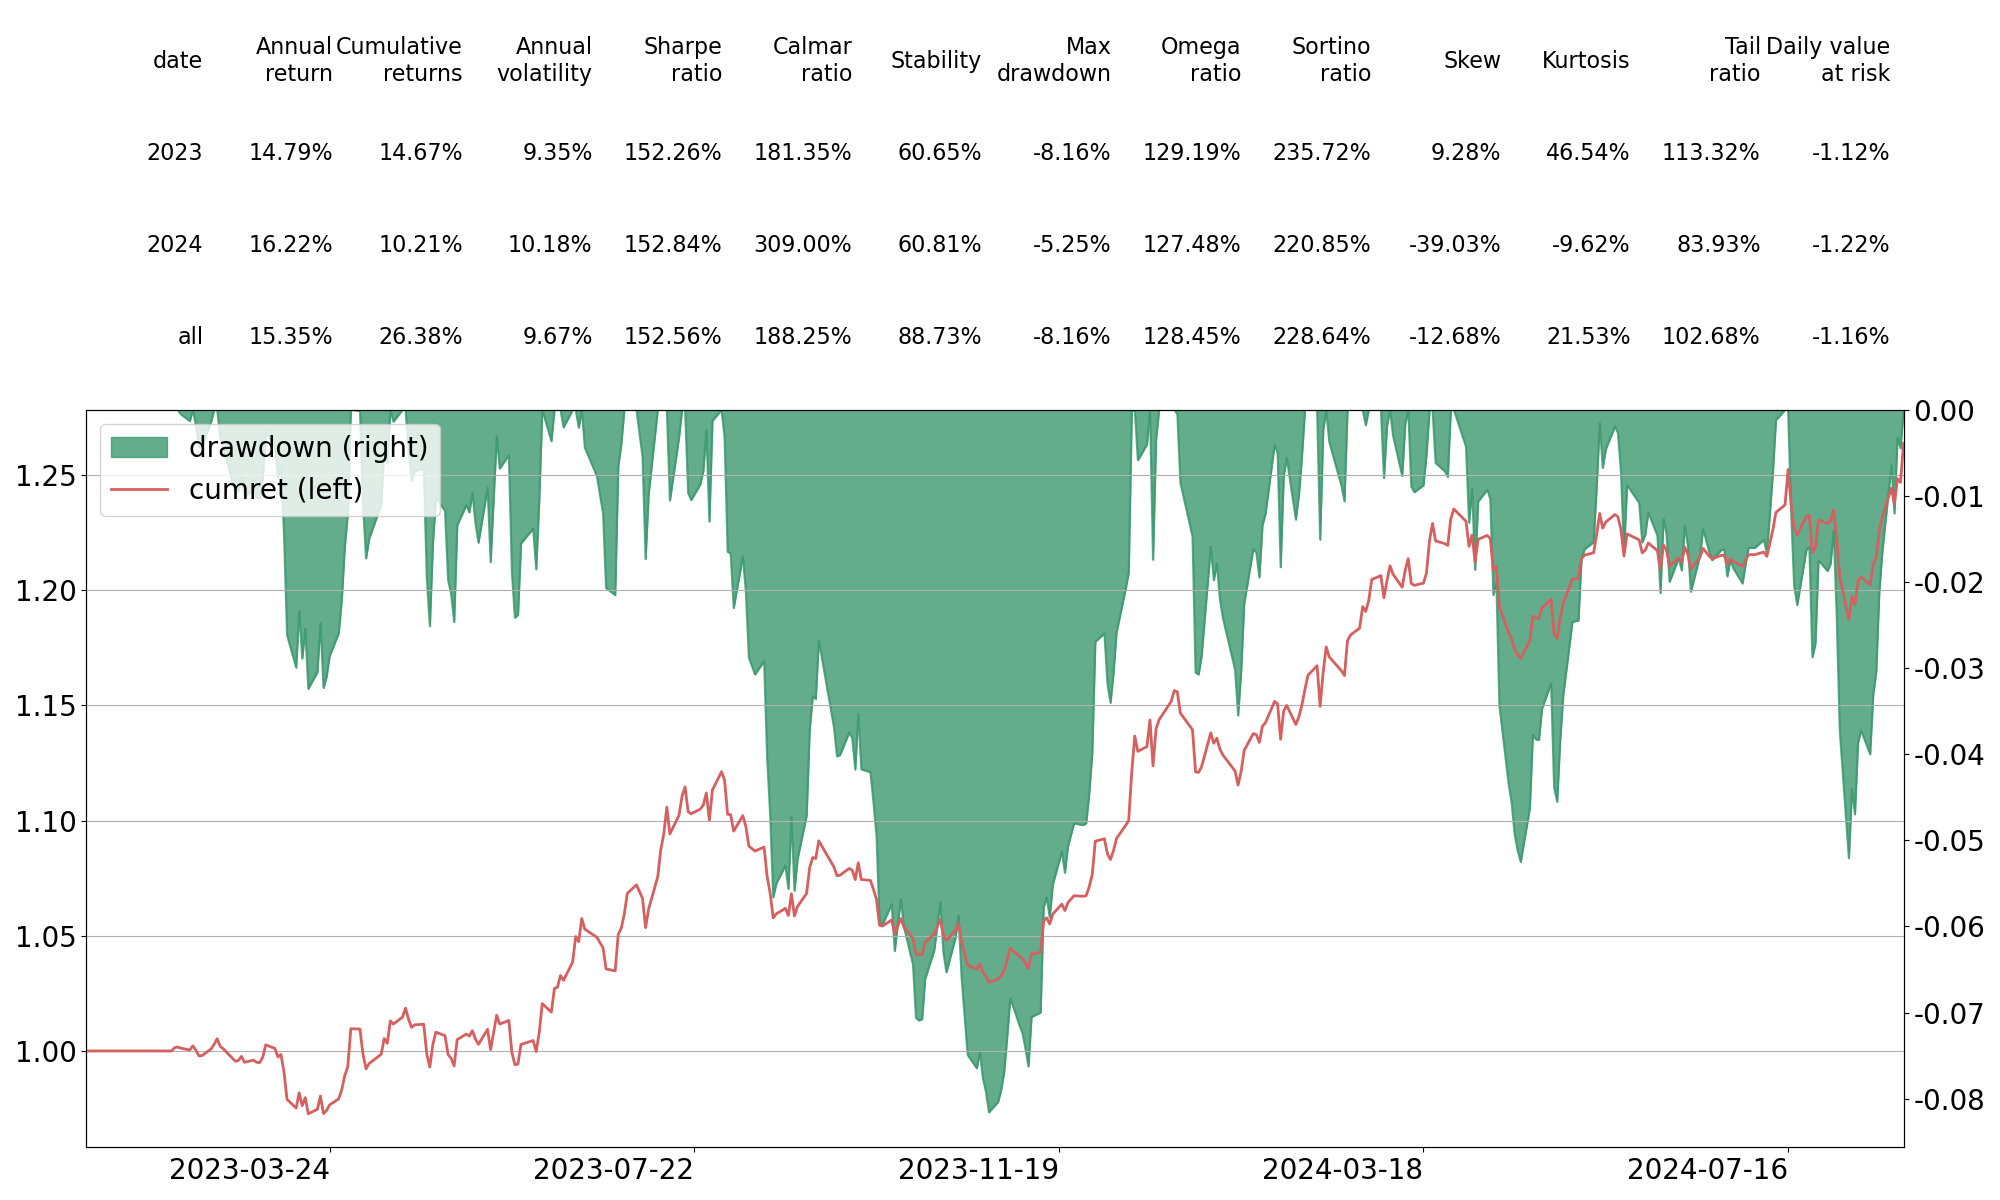 date Annual return Cumulative returns Annual volatility Sharpe ratio Calmar ratio Stability Max drawdown Omega ratio Sortino ratio Skew Kurtosis Tail ratio Daily value at risk
2023 14.79% 14.67% 9.35% 152.26% 181.35% 60.65% -8.16% 129.19% 235.72% 9.28% 46.54% 113.32% -1.12%
2024 16.22% 10.21% 10.18% 152.84% 309.00% 60.81% -5.25% 127.48% 220.85% -39.03% -9.62% 83.93% -1.22%
all 15.35% 26.38% 9.67% 152.56% 188.25% 88.73% -8.16% 128.45% 228.64% -12.68% 21.53% 102.68% -1.16%
drawdown (right)
cumret (left)
1.25
1.20
1.15
1.10
1.05
1.00
0.00
-0.01
-0.02
-0.03
-0.04
-0.05
-0.06
-0.07
-0.08
2023-03-24 2023-07-22 2023-11-19 2024-03-18 2024-07-16